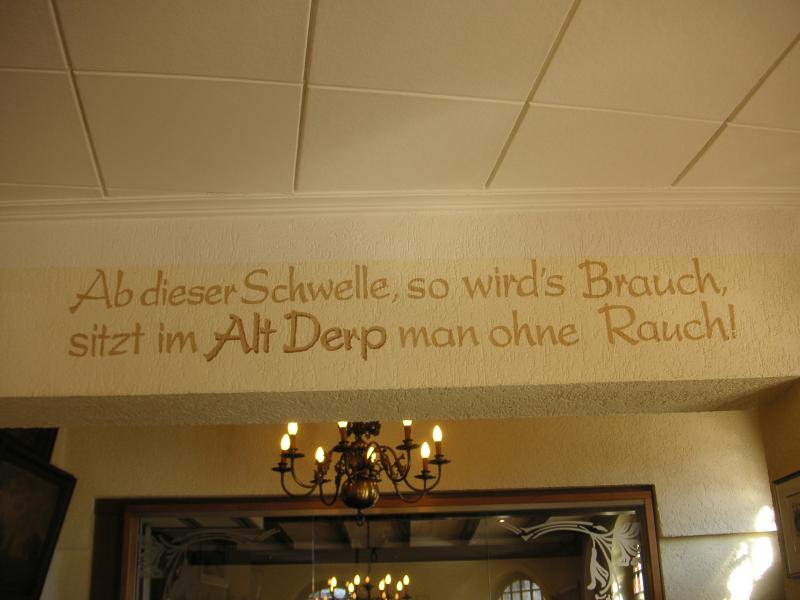 Ab dieser Schwelle, so wird's Brauch,
sitzt im Alt Derp man ohne Rauch!